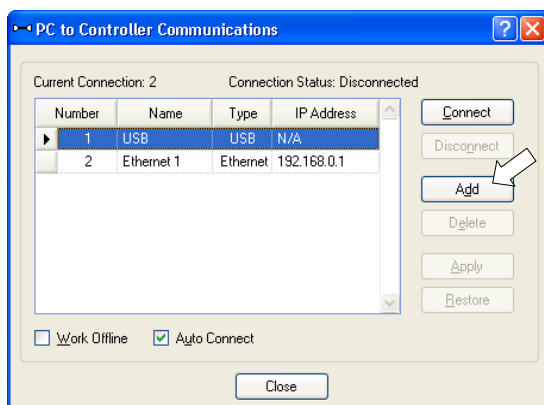 PC to Controller Communications
Current Connection: 2 Connection Status: Disconnected
Number Name Type IP Address
1 USB USB N/A
2 Ethernet 1 Ethernet 192.168.0.1
Connect
Disconnect
Add
Delete
Apply
Restore
Work Offline Auto Connect
Close